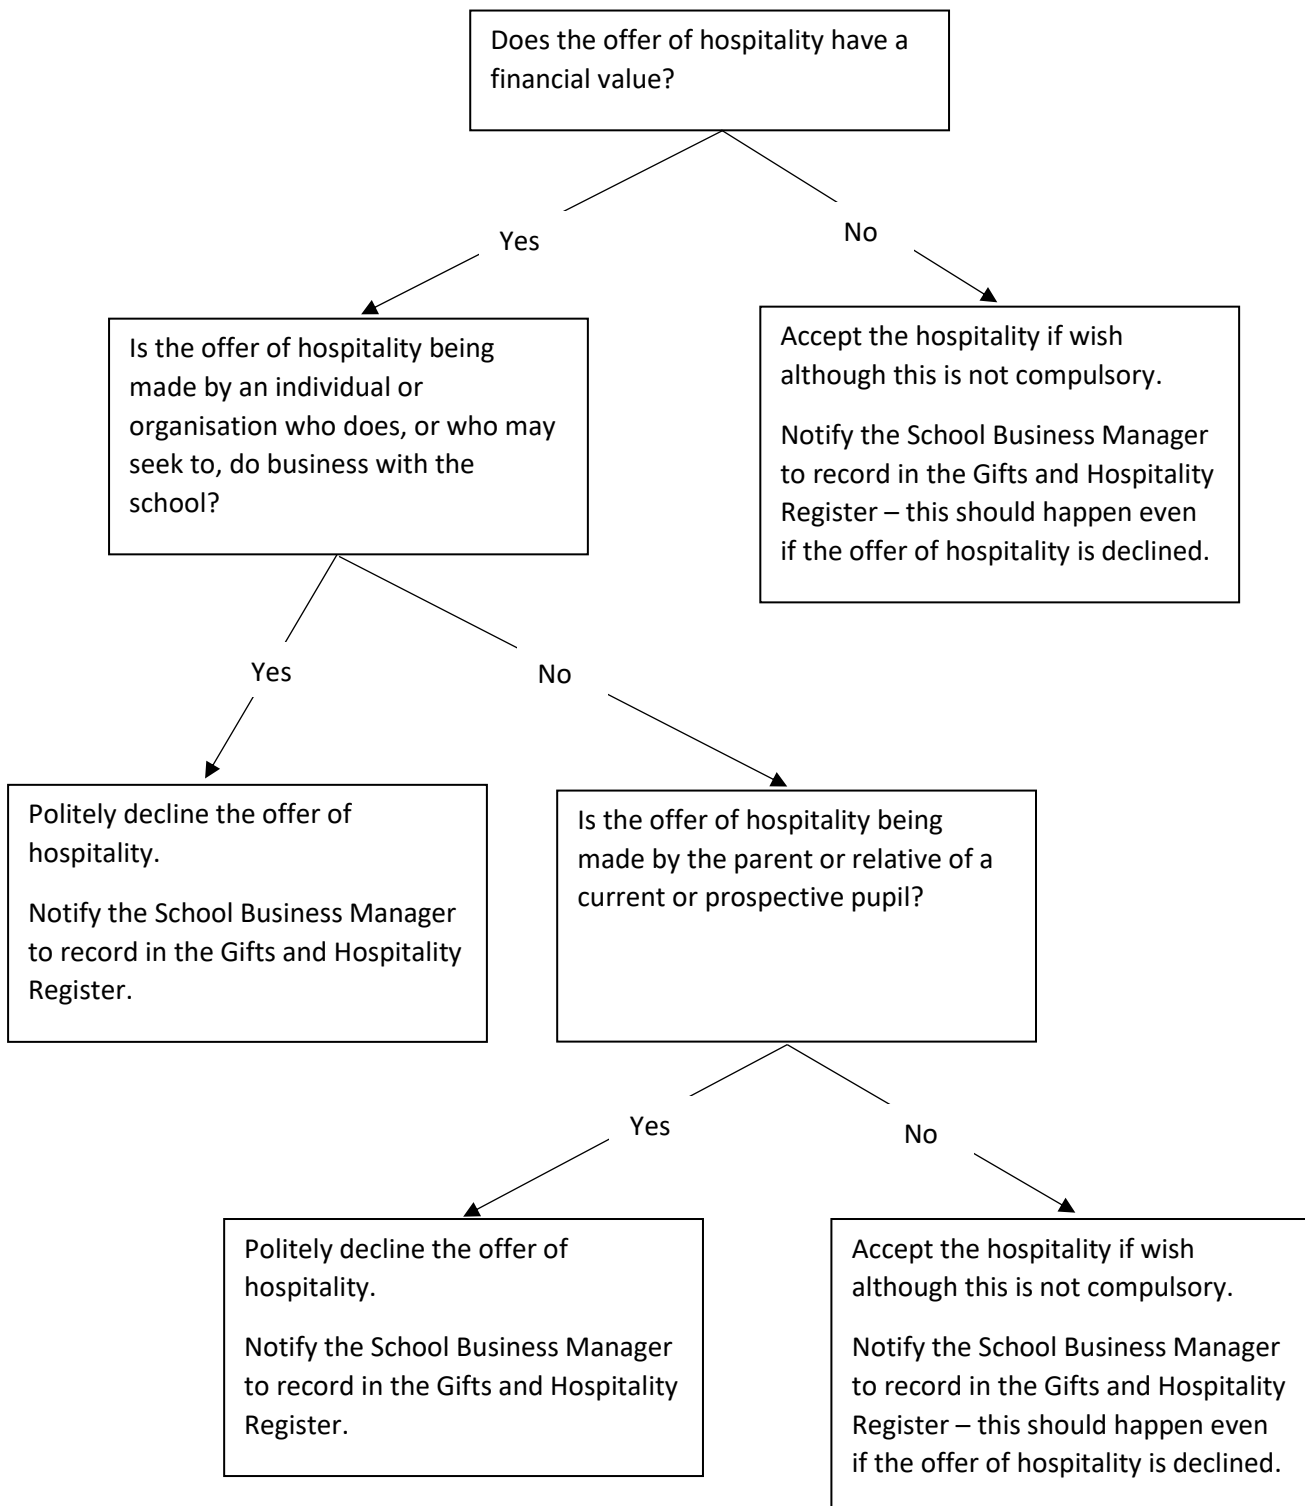 Does the offer of hospitality have a
financial value?
Yes
No
Is the offer of hospitality being
made by an individual or
organisation who does, or who may
seek to, do business with the
school?
Accept the hospitality if wish
although this is not compulsory.
Notify the School Business Manager
to record in the Gifts and Hospitality
Register – this should happen even
if the offer of hospitality is declined.
Yes
No
Politely decline the offer of
hospitality.
Notify the School Business Manager
to record in the Gifts and Hospitality
Register.
Is the offer of hospitality being
made by the parent or relative of a
current or prospective pupil?
Yes
No
Politely decline the offer of
hospitality.
Notify the School Business Manager
to record in the Gifts and Hospitality
Register.
Accept the hospitality if wish
although this is not compulsory.
Notify the School Business Manager
to record in the Gifts and Hospitality
Register – this should happen even
if the offer of hospitality is declined.